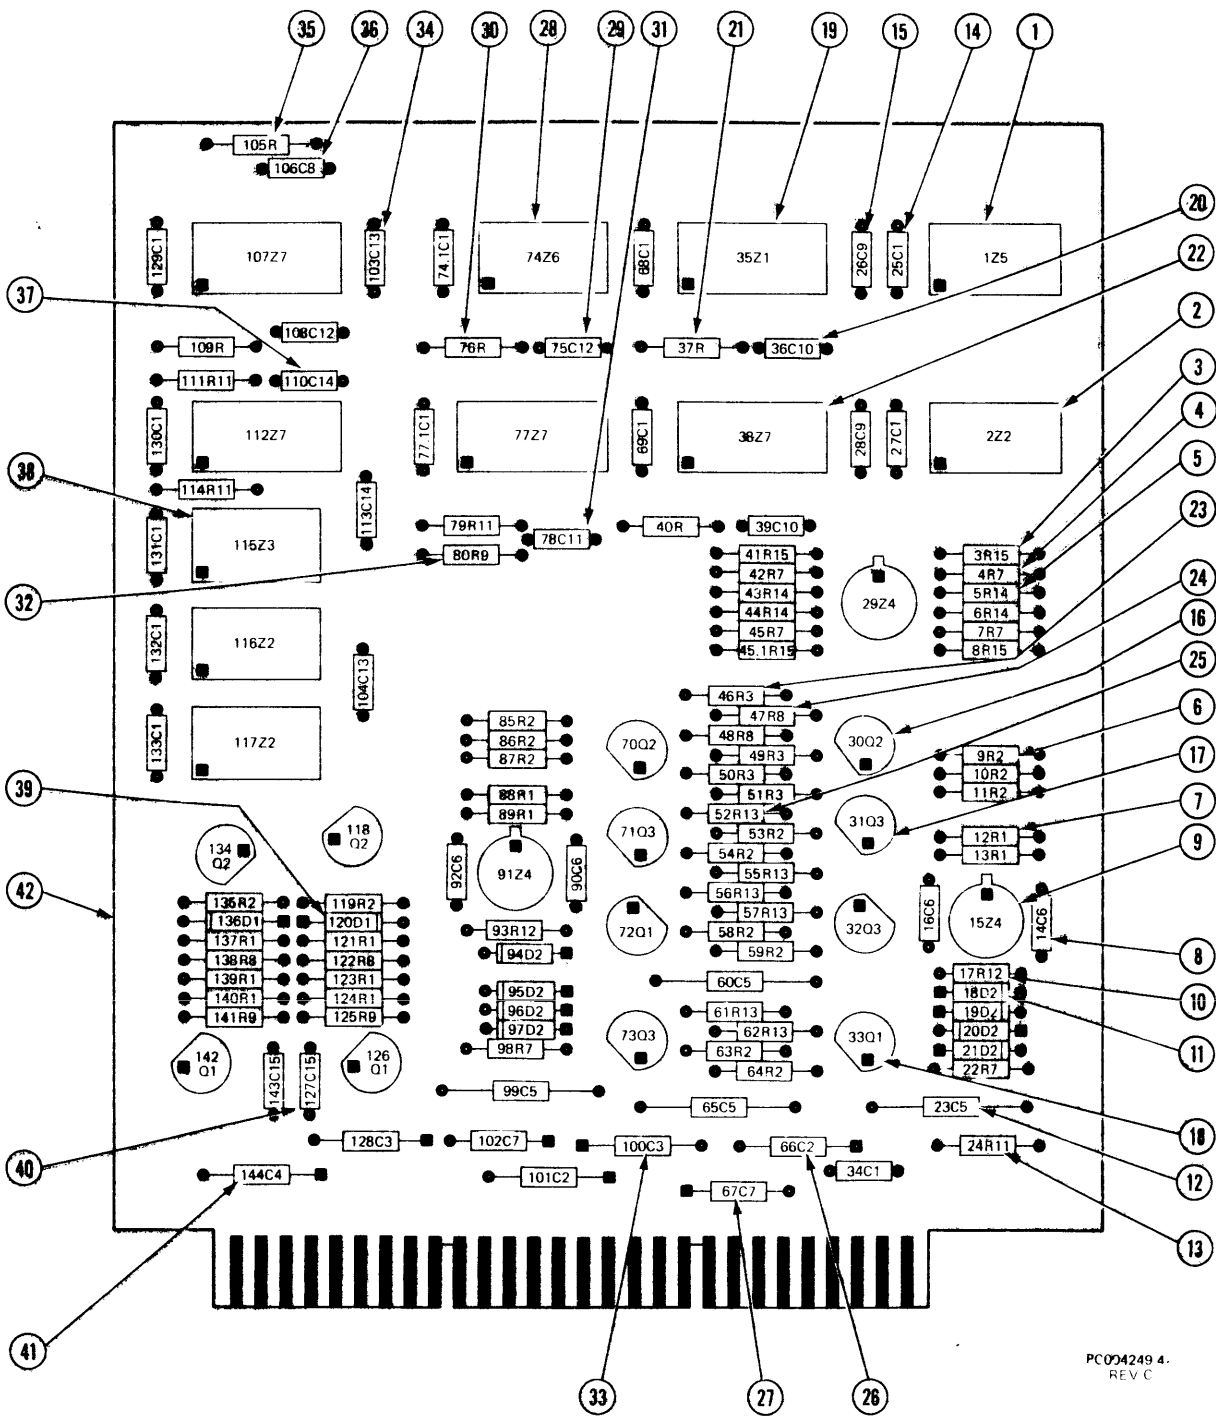 35 36 34 30 28 29 31 21 19 15 14 1
105R
106C8
20
129C1 107Z7 103C13 74.1C1 74Z6 68C1 35Z1 26C9 25C1 1Z5
22
37
108C12
2
109R 76R 75C12 37R 36C10
3
111R11 110C14
4
130C1 112Z7 77.1C1 77Z7 69C1 38Z7 28C9 27C1 2Z2
5
38
114R11 113C14
23
131C1 115Z3 79R11 78C11 40R 39C10
80R9 41R15 3R15
24
42R7 4R7
32
43R14 29Z4 5R14
16
44R14 6R14
132C1 116Z2 45R7 7R7
45.1R15 8R15
25
104C13
46R3
6
133C1 117Z2 85R2 47R8
86R2 70Q2 48R8 30Q2
17
87R2 49R3 9R2
39
50R3 10R2
88R1 51R3 11R2
7
89R1 52R13 31Q3
134 Q2 118 Q2 71Q3 53R2 12R1
9
54R2 13R1
42
92C6 91Z4 90C6 55R13
56R13 16C6 15Z4 14C6
135R2 119R2 57R13
136D1 120D1 93R12 72Q1 58R2 32Q3
8
137R1 121R1 94D2 59R2
138R8 122R8 17R12
10
139R1 123R1 95D2 60C5 18D2
140R1 124R1 96D2 61R13 19D2
11
141R9 125R9 97D2 62R13 20D2
98R7 73Q3 63R2 33Q1 21D2
142 Q1 126 Q1 64R2 22R7
143C15 127C15 99C5
65C5 23C5
18
40
128C3 102C7 100C3 66C2 24R11
12
144C4 101C2 34C1
67C7
13
41
33 27 26
PC004249 4.
REV C